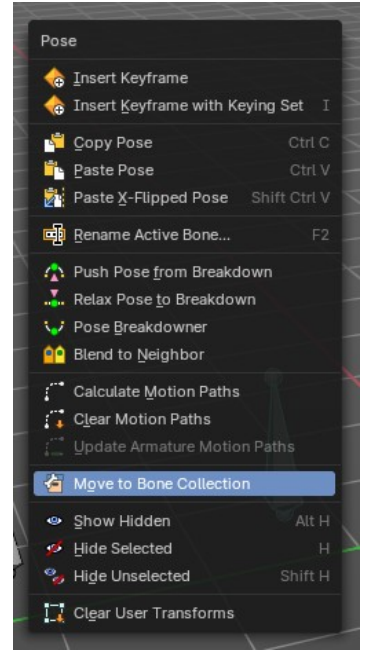 Pose
Insert Keyframe
Insert Keyframe with Keying Set I
Copy Pose Ctrl C
Paste Pose Ctrl V
Paste X-Flipped Pose Shift Ctrl V
Rename Active Bone... F2
Push Pose from Breakdown
Relax Pose to Breakdown
Pose Breakdowner
Blend to Neighbor
Calculate Motion Paths
Clear Motion Paths
Update Armature Motion Paths
Move to Bone Collection
Show Hidden Alt H
Hide Selected H
Hide Unselected Shift H
Clear User Transforms